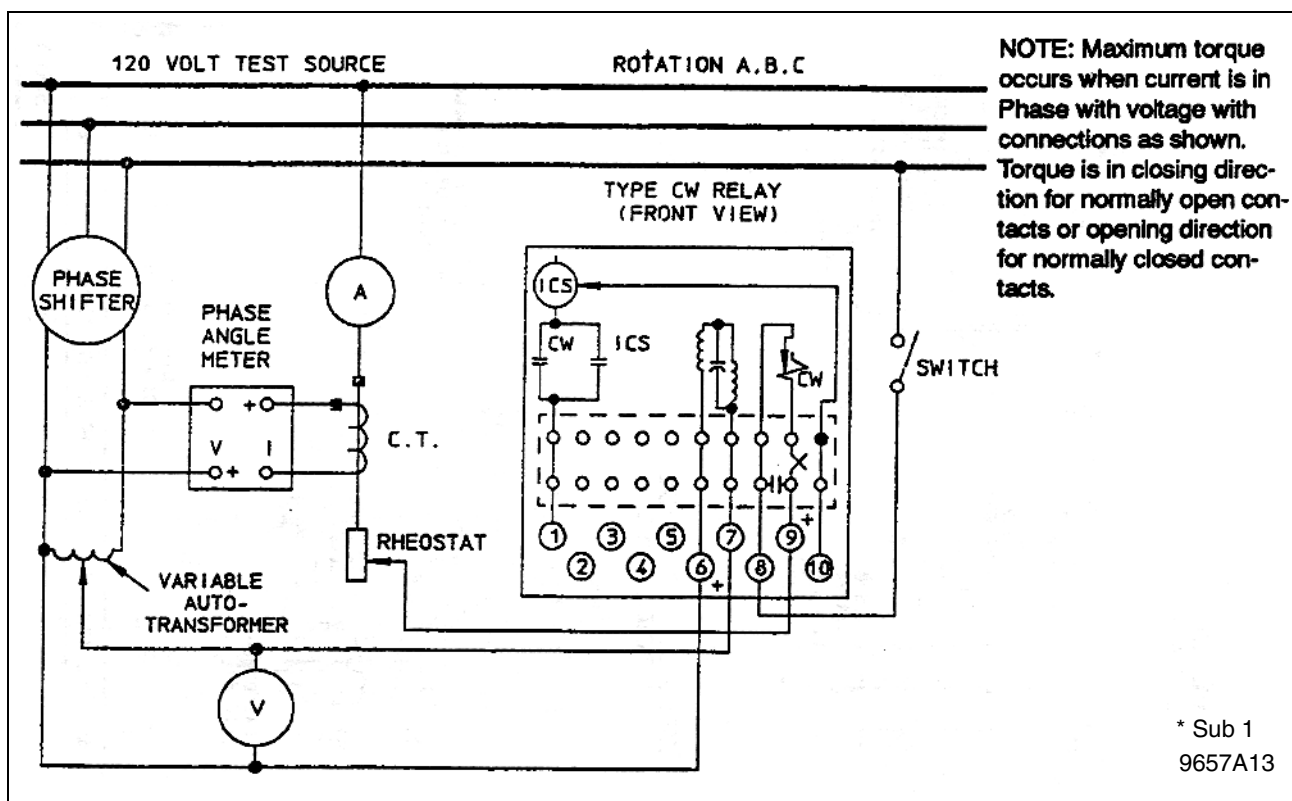 120 VOLT TEST SOURCE
ROTATION A.B.C
NOTE: Maximum torque
occurs when current is in
Phase with voltage with
connections as shown.
Torque is in closing direc-
tion for normally open con-
tacts or opening direction
for normally closed con-
tacts.
TYPE CW RELAY
(FRONT VIEW)
PHASE
SHIFTER
A
ICS
PHASE
ANGLE
METER
CW
ICS
CW
SWITCH
+
V
I
+
C.T.
1
2
3
4
5
6
+
7
8
9
+
10
RHEOSTAT
VARIABLE
AUTO-
TRANSFORMER
V
* Sub 1
9657A13